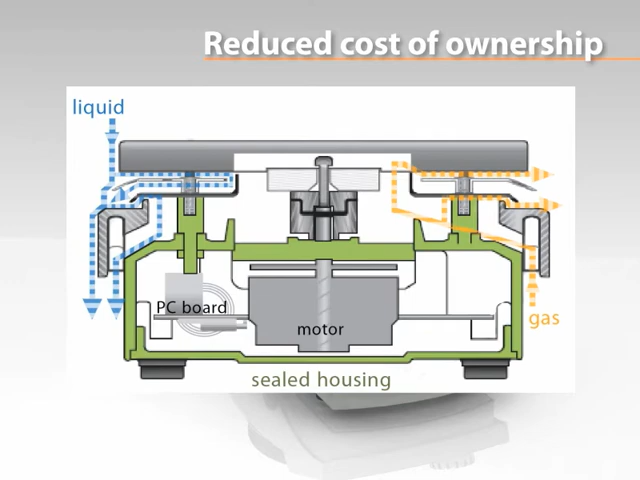 Reduced cost of ownership
liquid
PC board
motor
gas
sealed housing